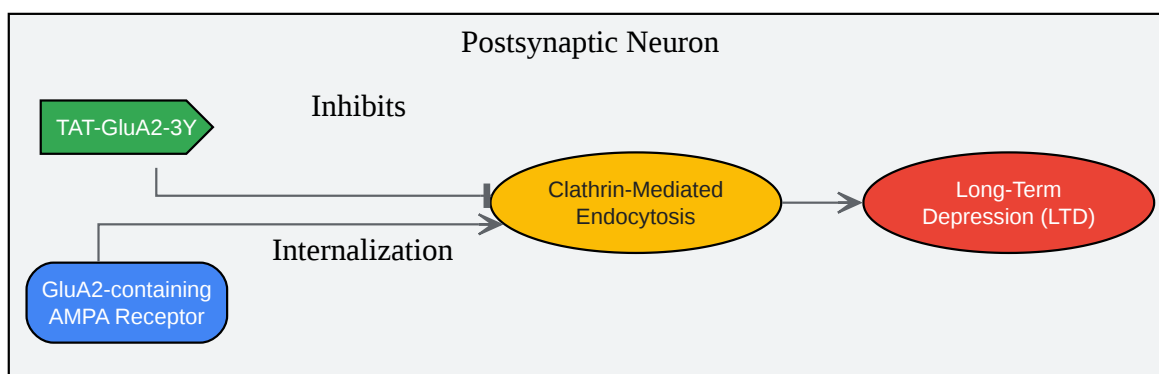 Postsynaptic Neuron
Inhibits
TAT-GluA2-3Y
Clathrin-Mediated
Endocytosis
Long-Term
Depression (LTD)
Internalization
GluA2-containing
AMPA Receptor